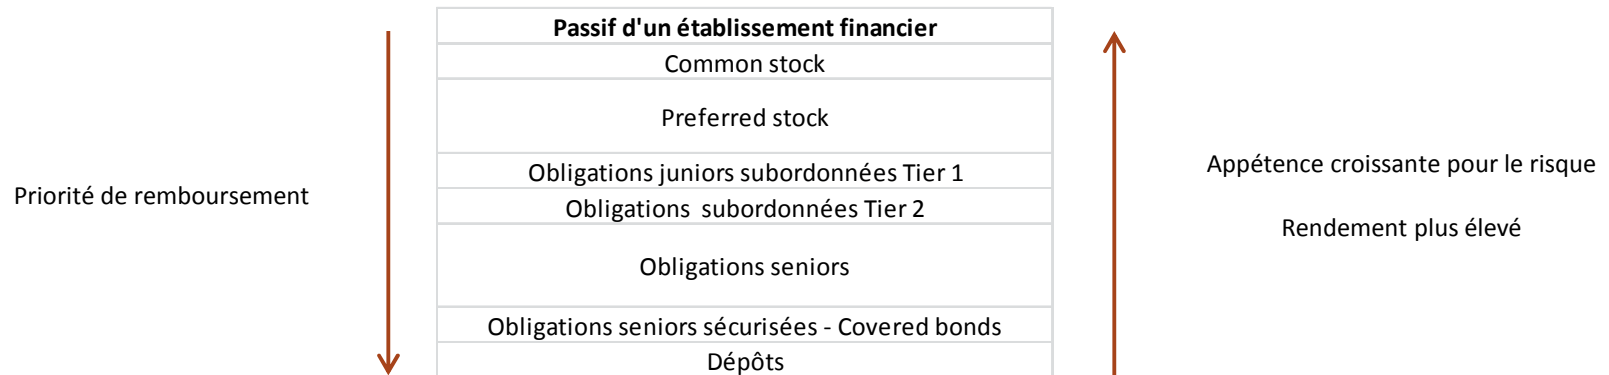 Passif d'un établissement financier
Common stock
Preferred stock
Obligations juniors subordonnées Tier 1
Obligations  subordonnées Tier 2
Obligations seniors
Obligations seniors sécurisées - Covered bonds
Dépôts
Priorité de remboursement
Appétence croissante pour le risque
Rendement plus élevé